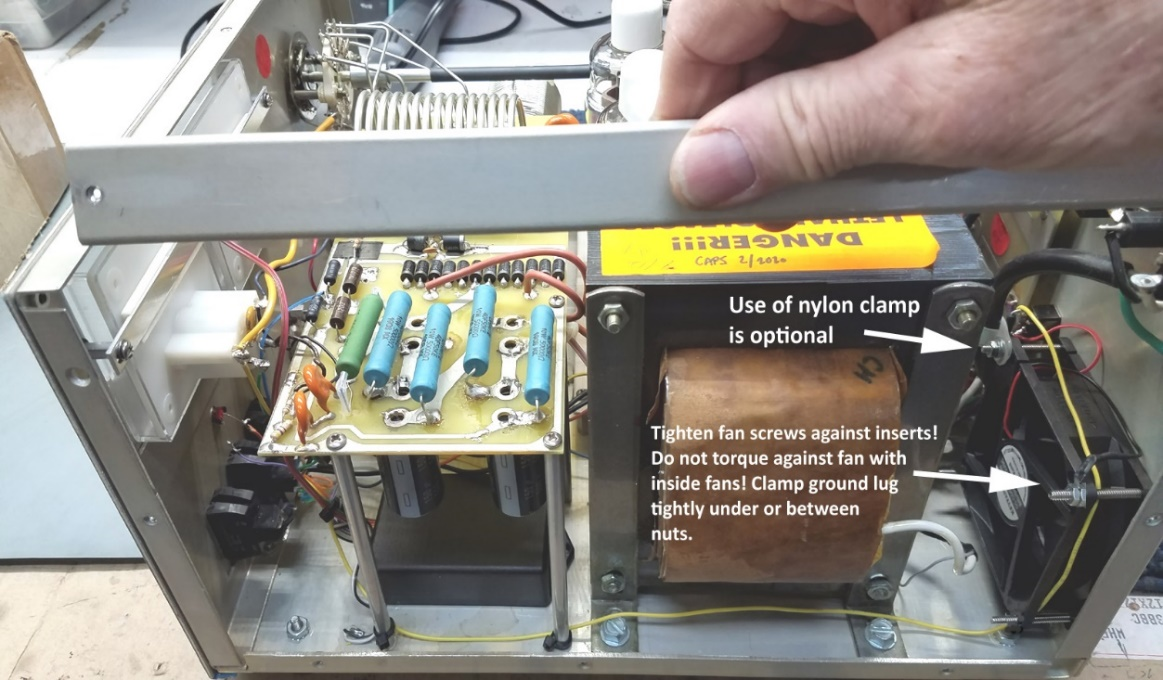 DANGER!!!
CAPS 2/2020
Use of nylon clamp
is optional
CH
Tighten fan screws against inserts!
Do not torque against fan with
inside fans! Clamp ground lug
tightly under or between
nuts.